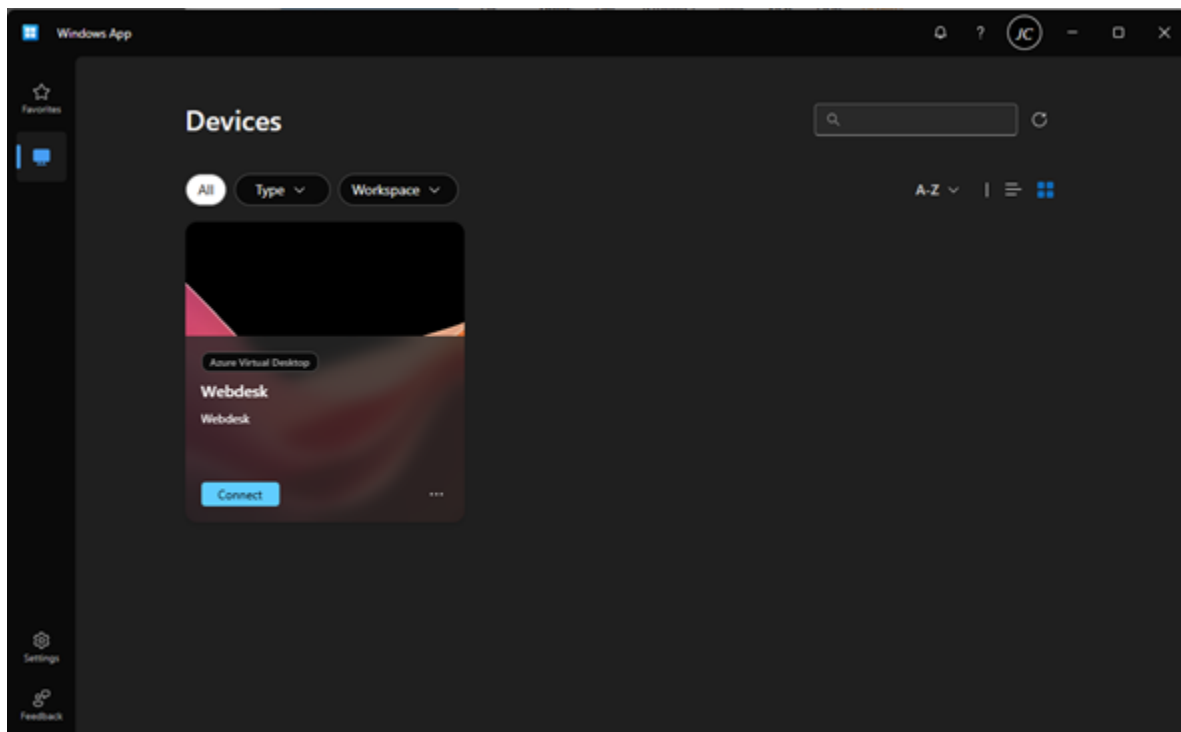 Windows App
? JC
Favorites
Devices
All Type Workspace
A-Z
Azure Virtual Desktop
Webdesk
Webdesk
Connect
Settings
Feedback